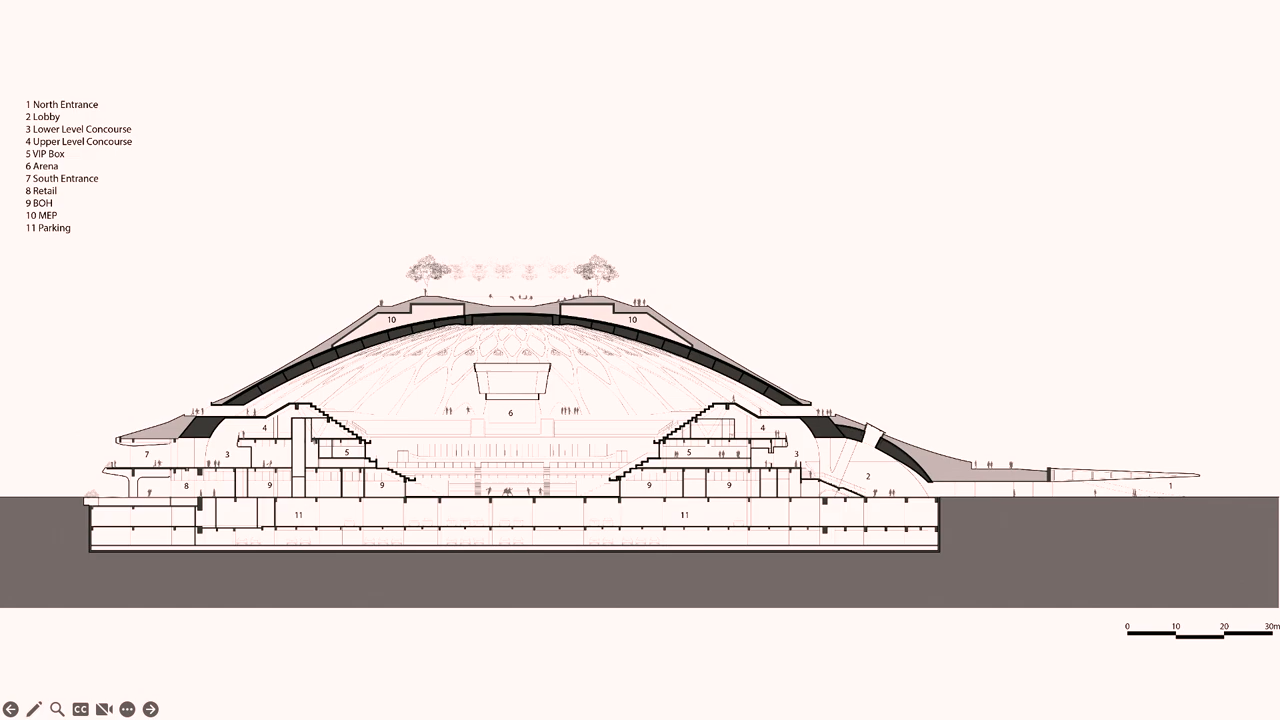 1 North Entrance
2 Lobby
3 Lower Level Concourse
4 Upper Level Concourse
5 VIP Box
6 Arena
7 South Entrance
8 Retail
9 BOH
10 MEP
11 Parking
10 10
6
4 4
7 3 5 5 3
2
8 9 9 9 9 1
11 11
0 10 20 30m
CC